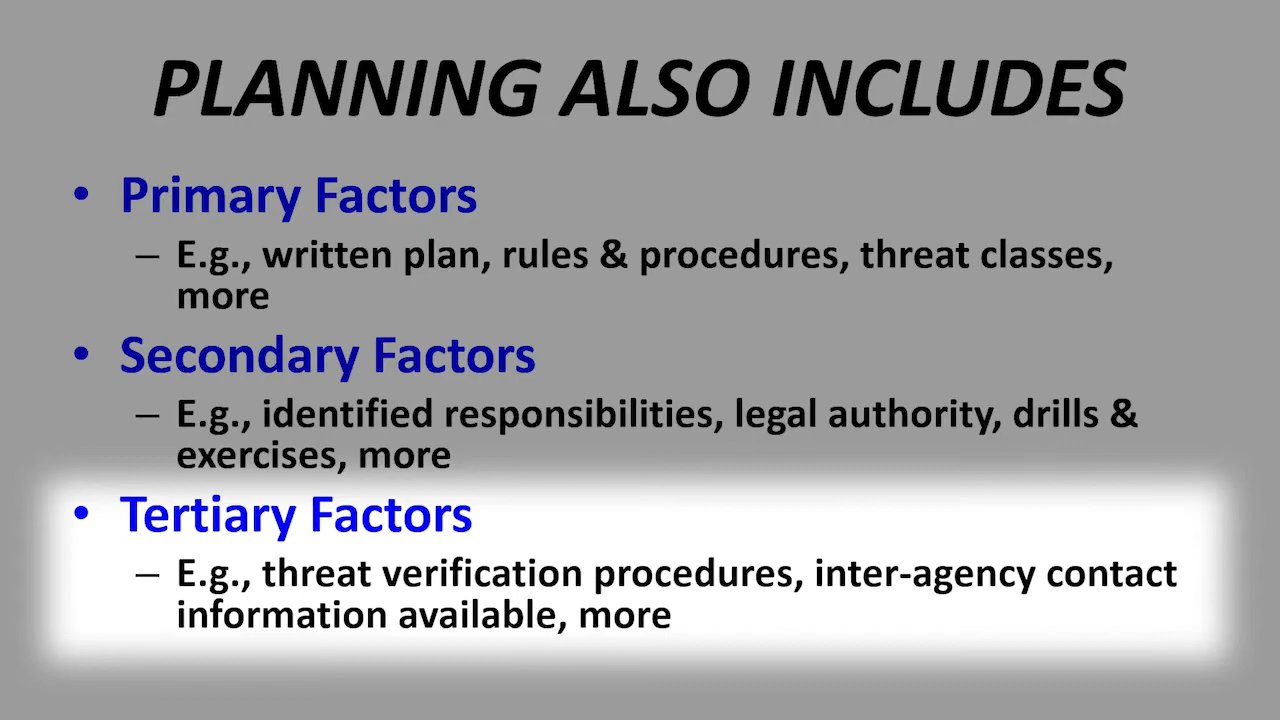 PLANNING ALSO INCLUDES
• Primary Factors
– E.g., written plan, rules & procedures, threat classes,
more
• Secondary Factors
– E.g., identified responsibilities, legal authority, drills &
exercises, more
• Tertiary Factors
– E.g., threat verification procedures, inter-agency contact
information available, more